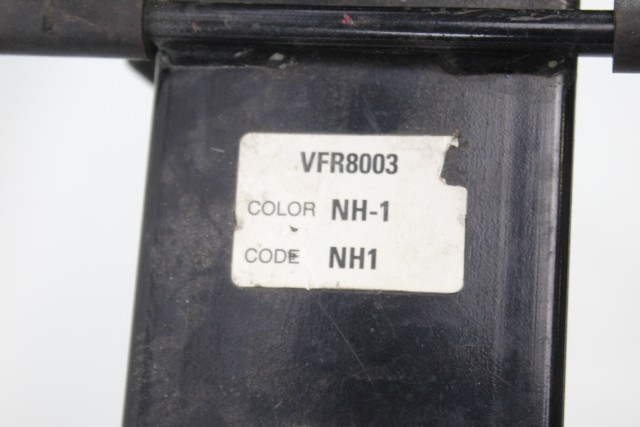 VFR8003
COLOR NH-1
CODE NH1